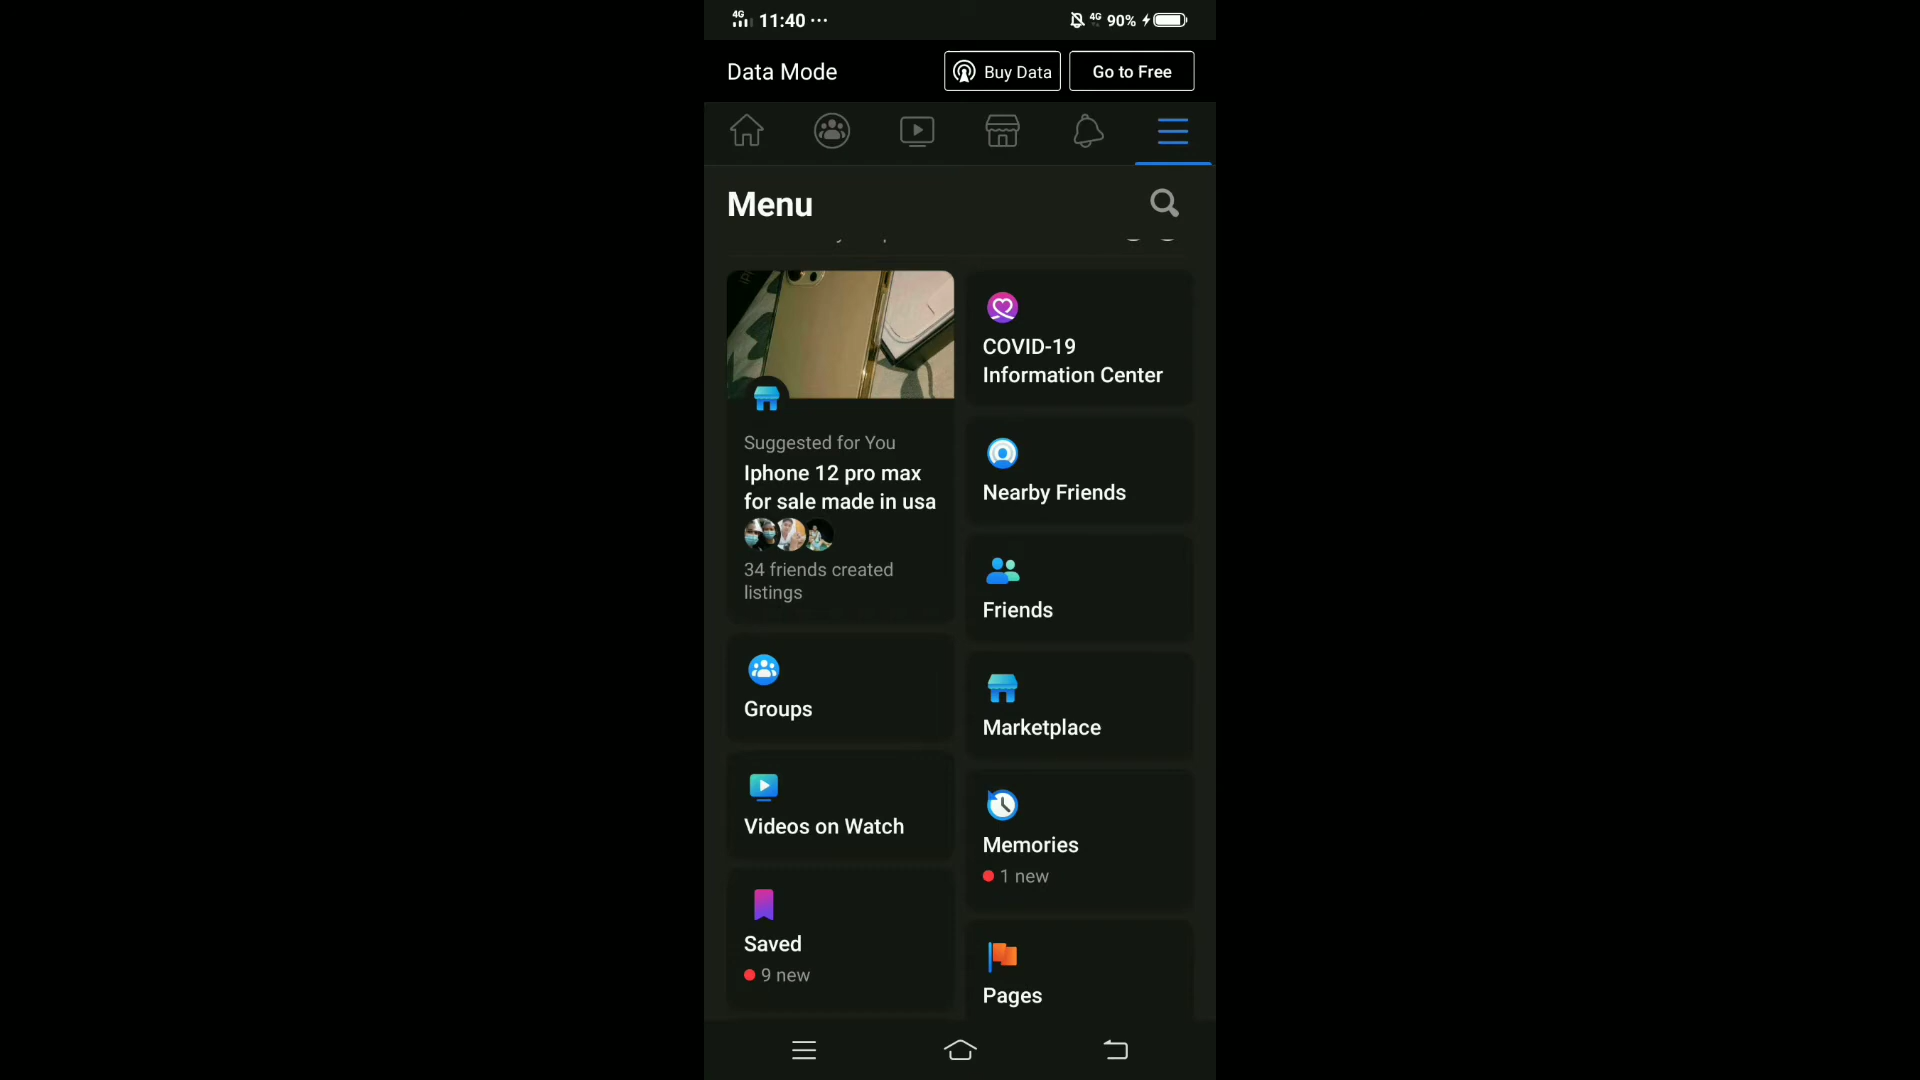 4G 11:40 ...
4G 90%
Data Mode
Buy Data
Go to Free
Menu
Suggested for You
Iphone 12 pro max
for sale made in usa
34 friends created
listings
Groups
Videos on Watch
Saved
9 new
COVID-19
Information Center
Nearby Friends
Friends
Marketplace
Memories
1 new
Pages